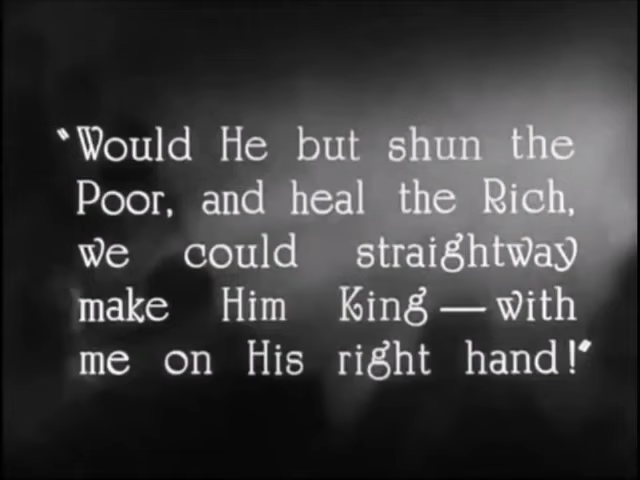 "Would He but shun the
Poor, and heal the Rich,
we could straightway
make Him King — with
me on His right hand!"